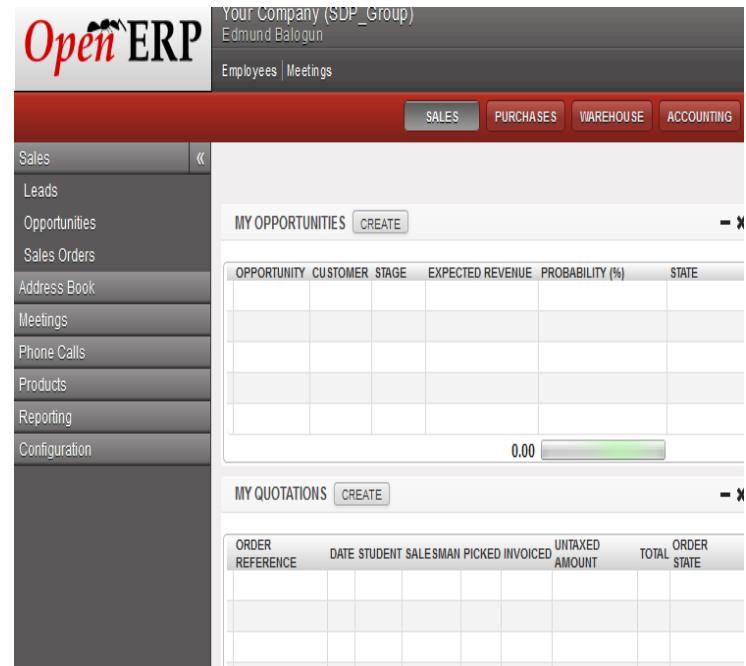 Open ERP
Your Company (SDP_Group)
Edmund Balogun
Employees | Meetings
SALES PURCHASES WAREHOUSE ACCOUNTING
Sales «
Leads
Opportunities
Sales Orders
Address Book
Meetings
Phone Calls
Products
Reporting
Configuration
MY OPPORTUNITIES CREATE
OPPORTUNITY CUSTOMER STAGE EXPECTED REVENUE PROBABILITY (%) STATE
0.00
MY QUOTATIONS CREATE
ORDER REFERENCE DATE STUDENT SALESMAN PICKED INVOICED UNTAXED AMOUNT TOTAL ORDER STATE